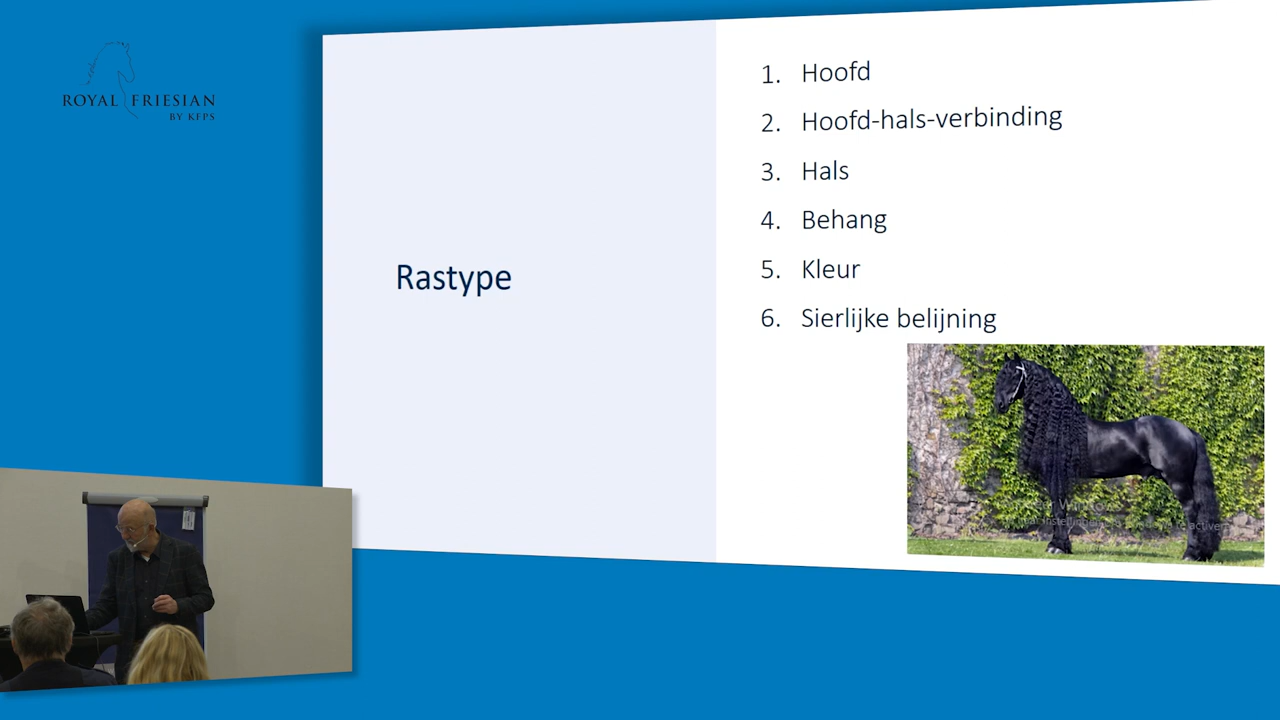 ROYAL FRIESIAN
BY KFPS
Rastype
1. Hoofd
2. Hoofd-hals-verbinding
3. Hals
4. Behang
5. Kleur
6. Sierlijke belijning